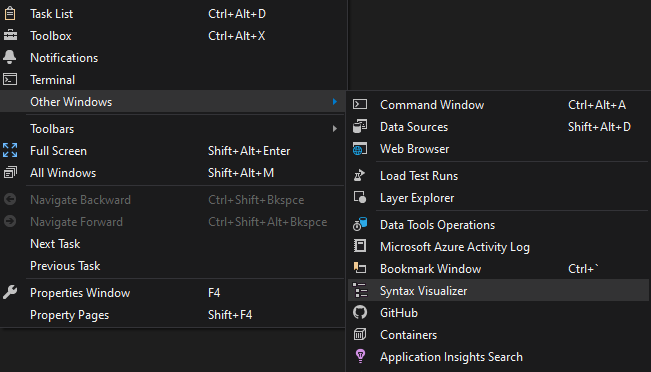 Task List Ctrl+Alt+D
Toolbox Ctrl+Alt+X
Notifications
Terminal
Other Windows
Toolbars
Full Screen Shift+Alt+Enter
All Windows Shift+Alt+M
Navigate Backward Ctrl+Shift+Bkspce
Navigate Forward Ctrl+Shift+Alt+Bkspce
Next Task
Previous Task
Properties Window F4
Property Pages Shift+F4
Command Window Ctrl+Alt+A
Data Sources Shift+Alt+D
Web Browser
Load Test Runs
Layer Explorer
Data Tools Operations
Microsoft Azure Activity Log
Bookmark Window Ctrl+`
Syntax Visualizer
GitHub
Containers
Application Insights Search